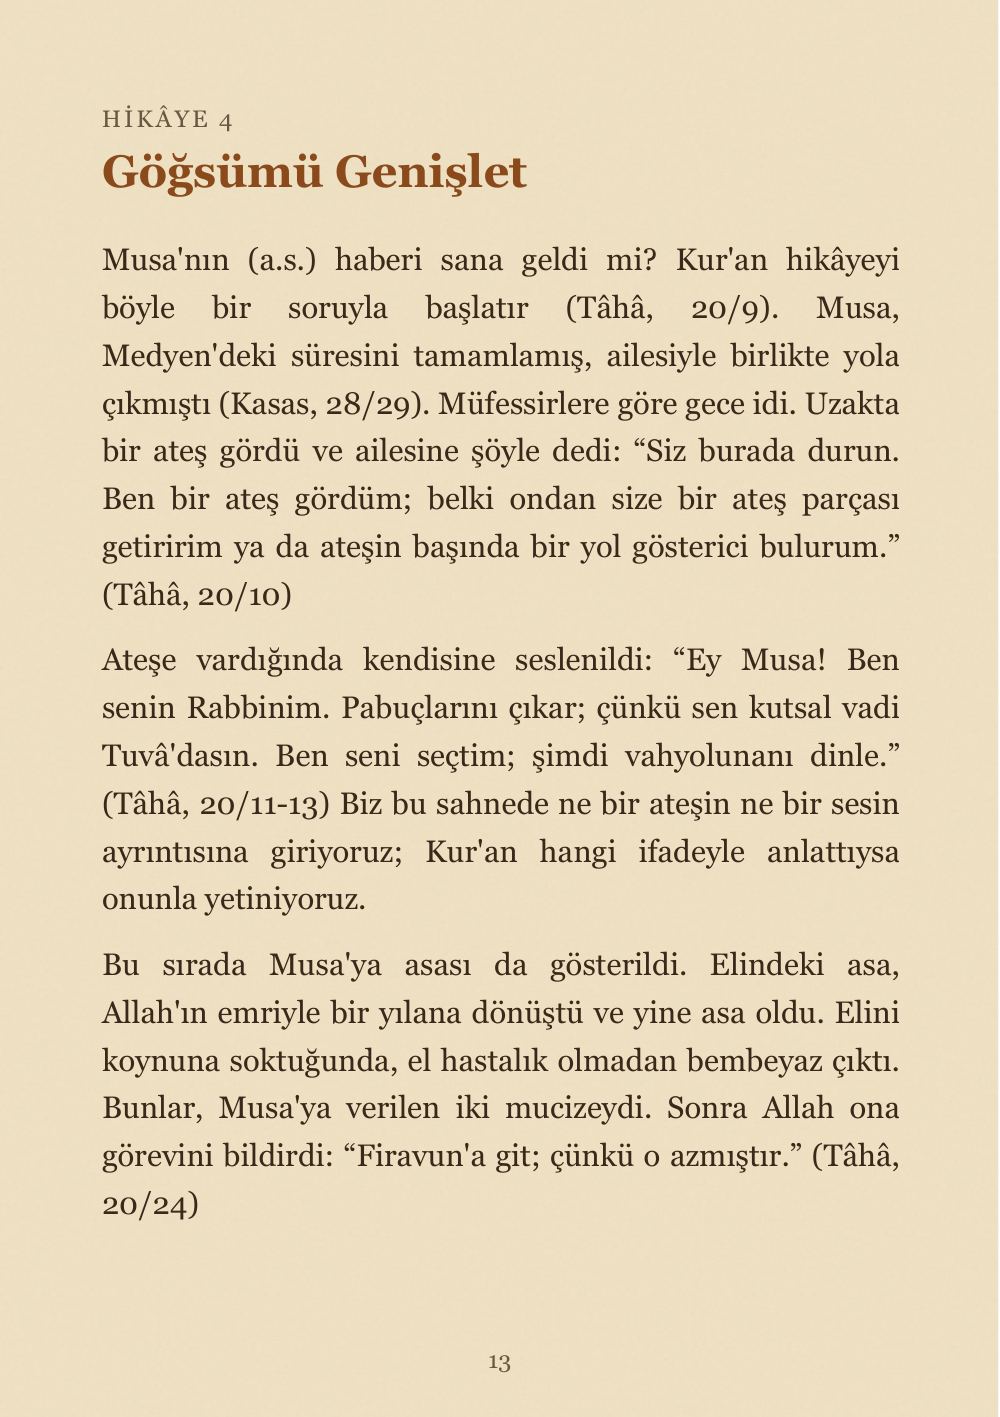 HİKÂYE 4
Göğsümü Genişlet
Musa'nın (a.s.) haberi sana geldi mi? Kur'an hikâyeyi
böyle bir soruyla başlatır (Tâhâ, 20/9). Musa,
Medyen'deki süresini tamamlamış, ailesiyle birlikte yola
çıkmıştı (Kasas, 28/29). Müfessirlere göre gece idi. Uzakta
bir ateş gördü ve ailesine şöyle dedi: “Siz burada durun.
Ben bir ateş gördüm; belki ondan size bir ateş parçası
getiririm ya da ateşin başında bir yol gösterici bulurum.”
(Tâhâ, 20/10)
Ateşe vardığında kendisine seslenildi: “Ey Musa! Ben
senin Rabbinim. Pabuçlarını çıkar; çünkü sen kutsal vadi
Tuvâ'dasın. Ben seni seçtim; şimdi vahyolunanı dinle.”
(Tâhâ, 20/11-13) Biz bu sahnede ne bir ateşin ne bir sesin
ayrıntısına giriyoruz; Kur'an hangi ifadeyle anlattıysa
onunla yetiniyoruz.
Bu sırada Musa'ya asası da gösterildi. Elindeki asa,
Allah'ın emriyle bir yılana dönüştü ve yine asa oldu. Elini
koynuna soktuğunda, el hastalık olmadan bembeyaz çıktı.
Bunlar, Musa'ya verilen iki mucizeydi. Sonra Allah ona
görevini bildirdi: “Firavun'a git; çünkü o azmıştır.” (Tâhâ,
20/24)
13